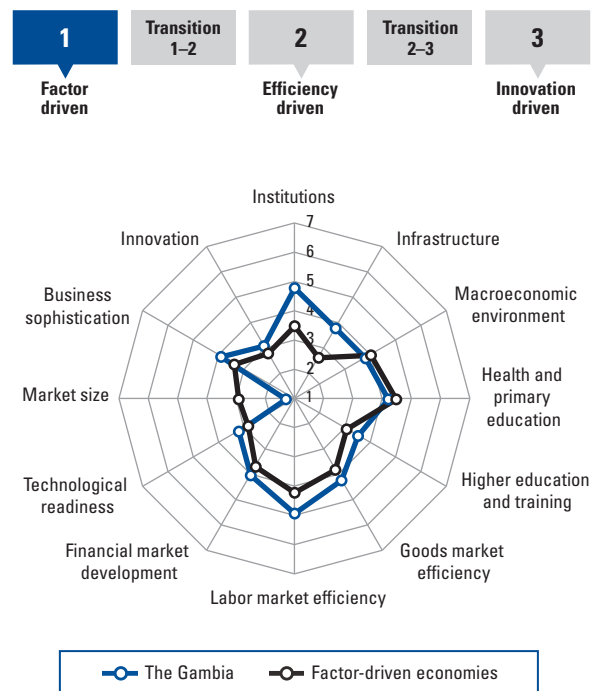 1
Transition
1–2
2
Transition
2–3
3
Factor
driven
Efficiency
driven
Innovation
driven
Institutions
7
Innovation
Infrastructure
6
5
Business
sophistication
Macroeconomic
environment
4
3
2
Market size
1
Health and
primary
education
Technological
readiness
Higher education
and training
Financial market
development
Goods market
efficiency
Labor market efficiency
The Gambia
Factor-driven economies